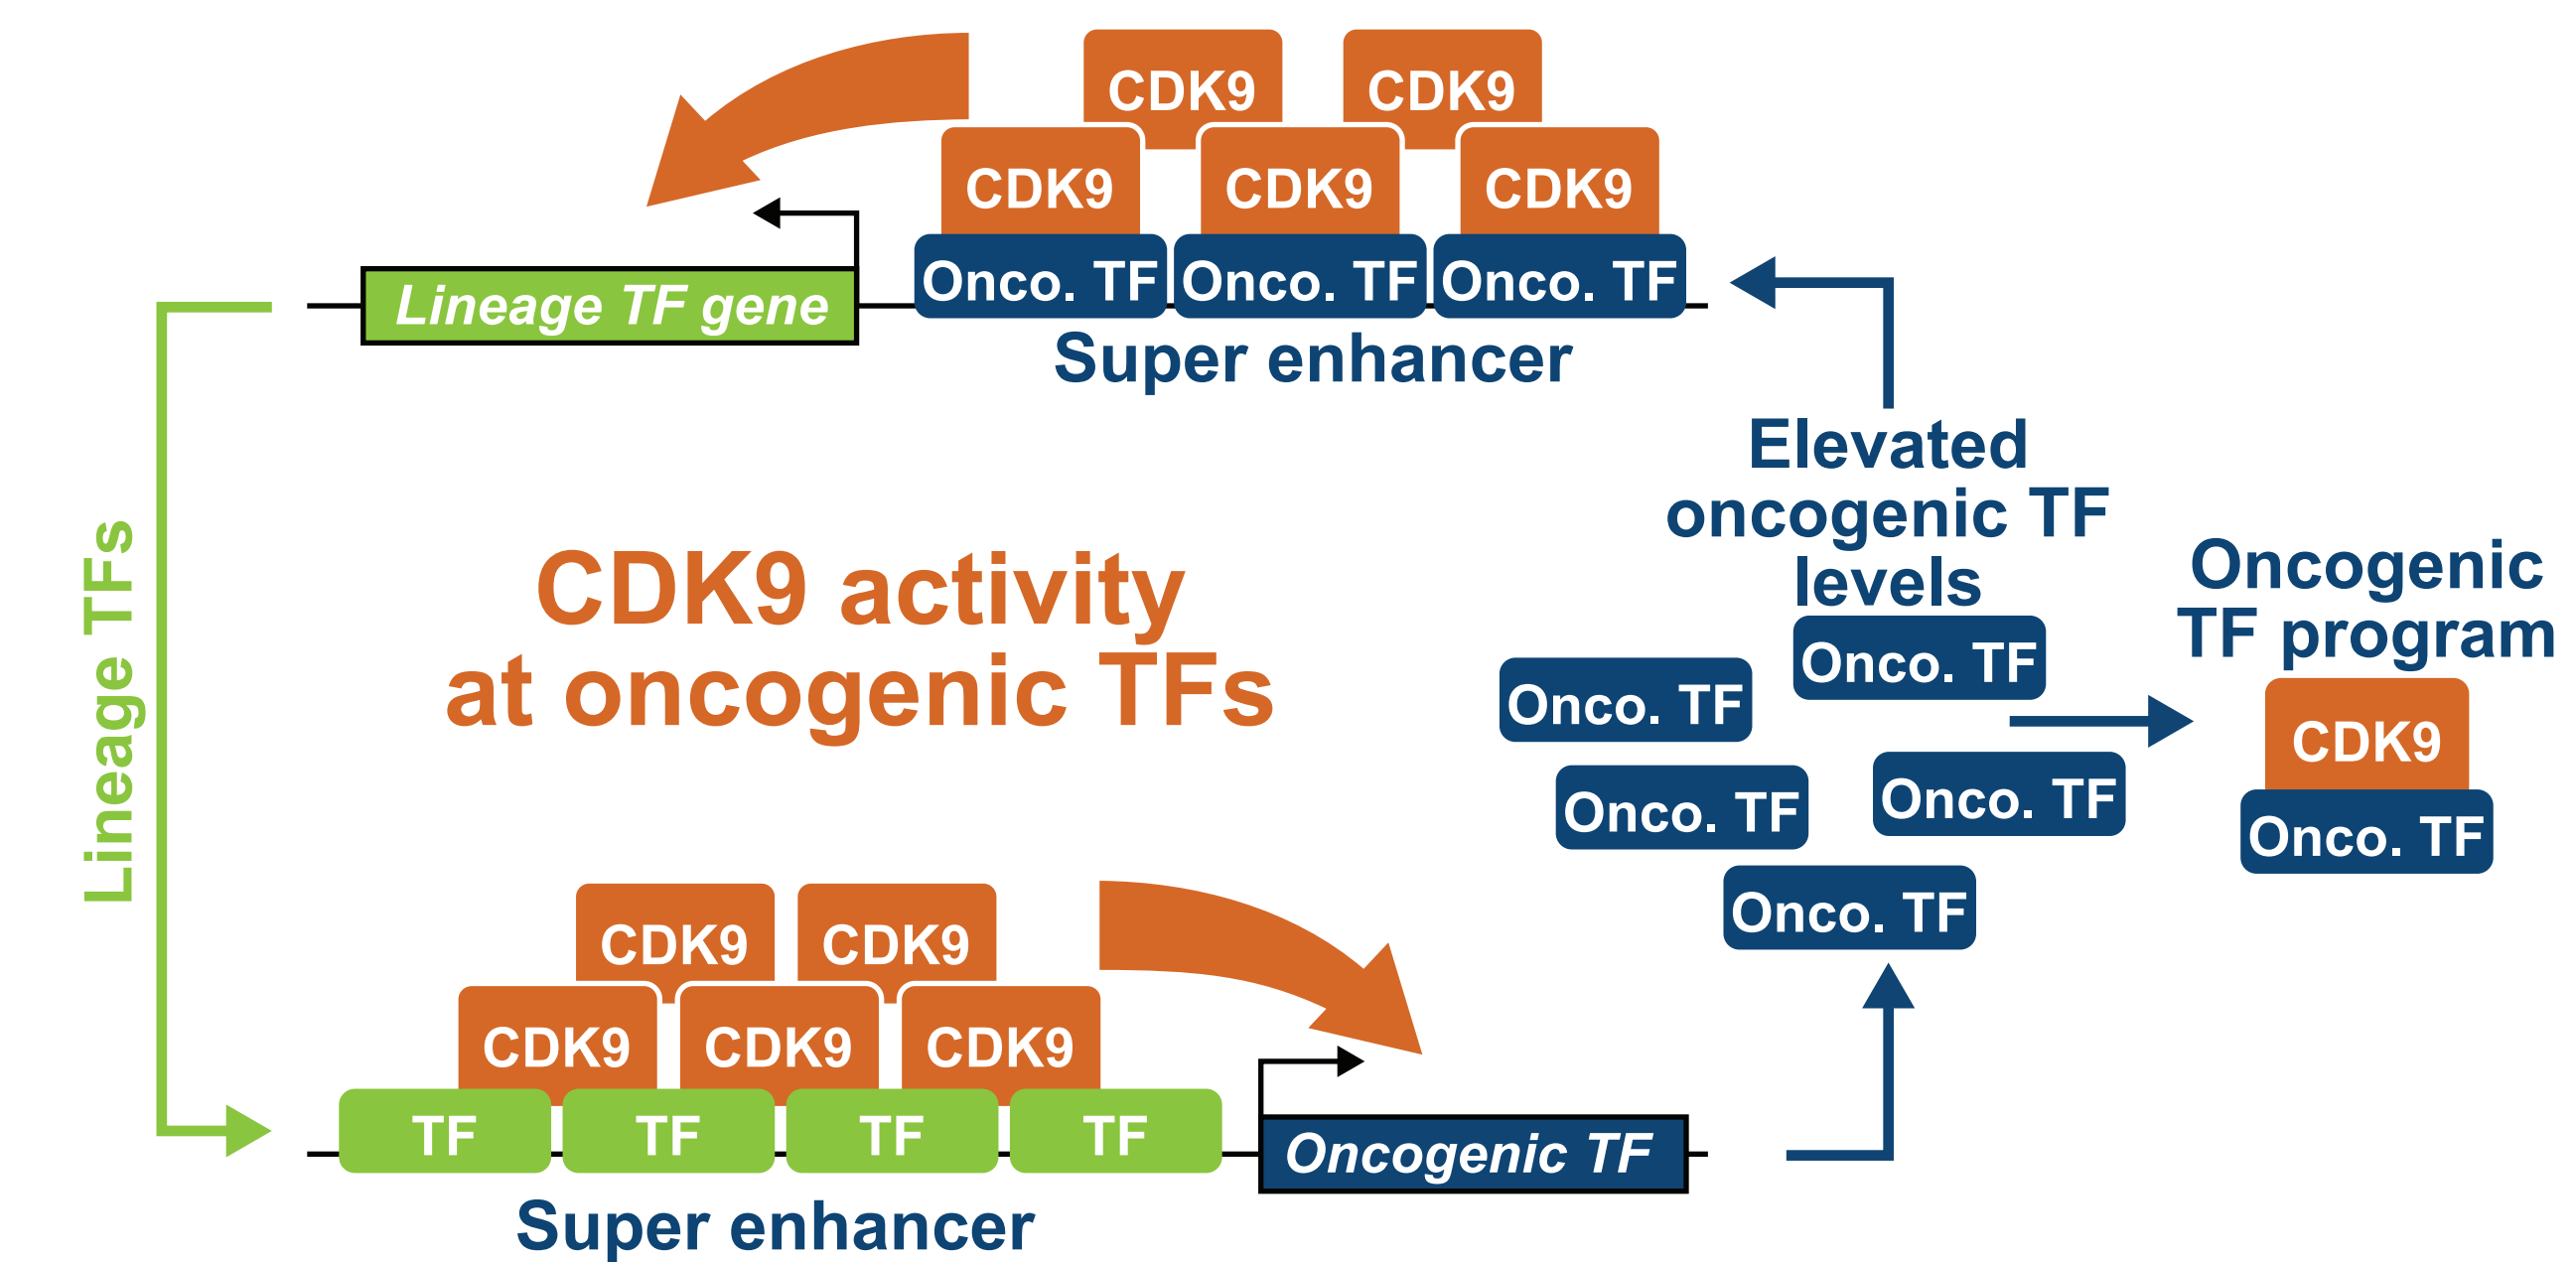 CDK9 CDK9
CDK9 CDK9 CDK9
Onco. TF Onco. TF Onco. TF
Lineage TF gene
Super enhancer
Elevated
oncogenic TF
levels
Oncogenic
TF program
CDK9 activity
at oncogenic TFs
Lineage TFs
Onco. TF
Onco. TF
Onco. TF
Onco. TF
Onco. TF
CDK9
Onco. TF
CDK9 CDK9
CDK9 CDK9 CDK9
TF TF TF TF
Oncogenic TF
Super enhancer